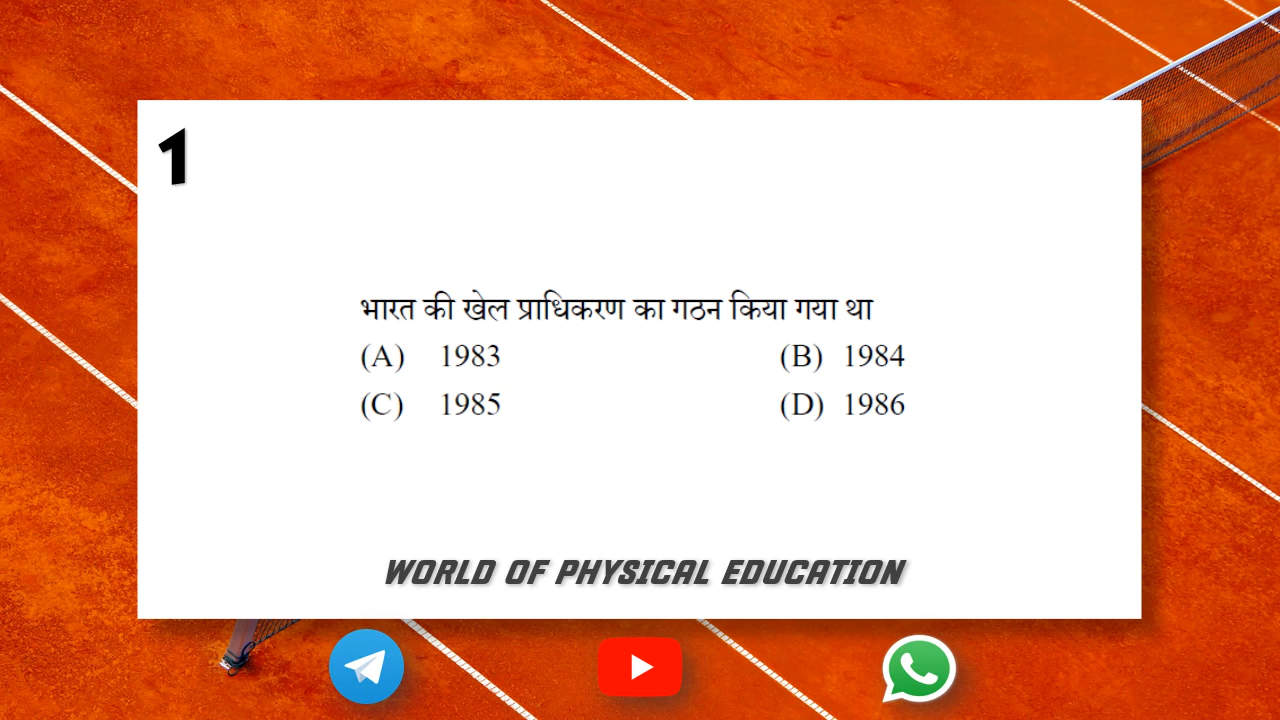 1
भारत की खेल प्राधिकरण का गठन किया गया था
(A) 1983 (B) 1984
(C) 1985 (D) 1986
WORLD OF PHYSICAL EDUCATION